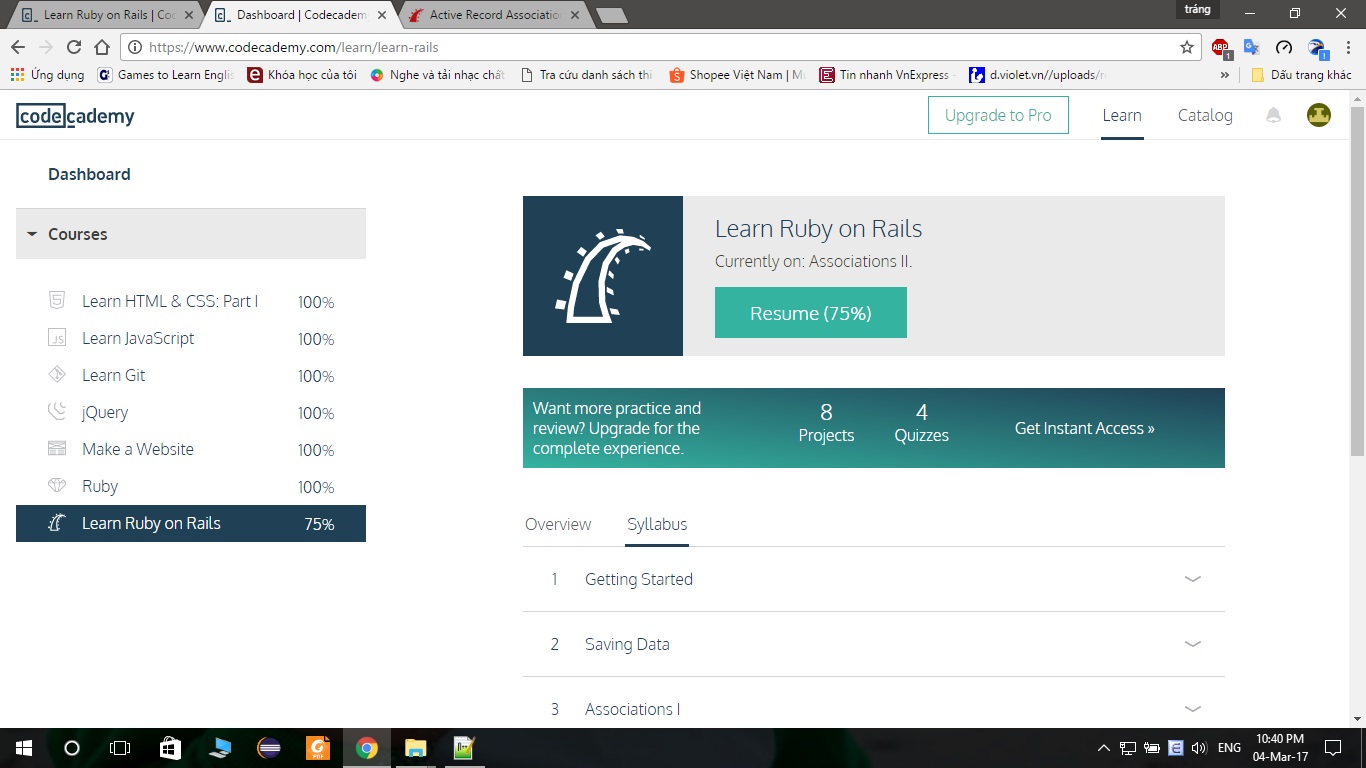 tráng
Learn Ruby on Rails | Co
Dashboard | Codecadem
Active Record Associatio
https://www.codecademy.com/learn/learn-rails
ABP
1
Ứng dụng
Games to Learn Englis
Khóa học của tôi
Nghe và tải nhạc chất
Tra cứu danh sách thi
Shopee Việt Nam | Mu
Tin nhanh VnExpress -
d.violet.vn//uploads/r
»
Dấu trang khác
codecademy
Upgrade to Pro
Learn
Catalog
Dashboard
Courses
Learn HTML & CSS: Part I 100%
Learn JavaScript 100%
Learn Git 100%
jQuery 100%
Make a Website 100%
Ruby 100%
Learn Ruby on Rails 75%
Learn Ruby on Rails
Currently on: Associations II.
Resume (75%)
Want more practice and
review? Upgrade for the
complete experience.
8
Projects
4
Quizzes
Get Instant Access »
Overview
Syllabus
1 Getting Started
2 Saving Data
3 Associations I
ENG
10:40 PM
04-Mar-17